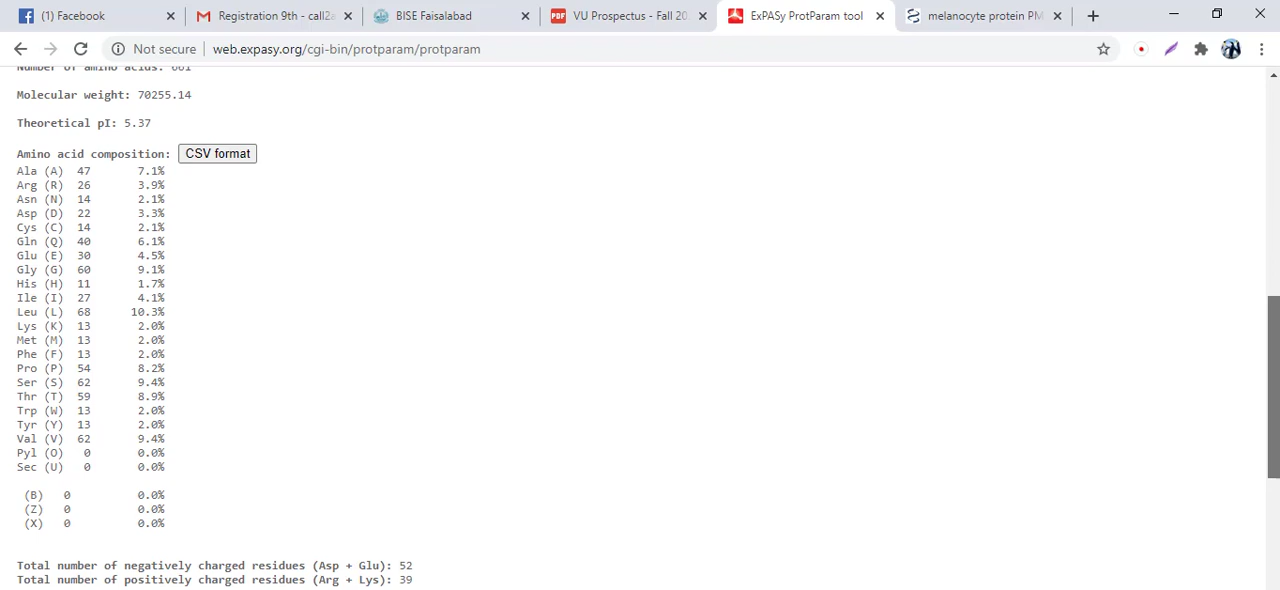 (1) Facebook
Registration 9th - call2a
BISE Faisalabad
VU Prospectus - Fall 20
ExPASy ProtParam tool
melanocyte protein PM
Not secure
web.expasy.org/cgi-bin/protparam/protparam
Number of amino acids: 661
Molecular weight: 70255.14
Theoretical pI: 5.37
Amino acid composition: CSV format
Ala (A) 47 7.1%
Arg (R) 26 3.9%
Asn (N) 14 2.1%
Asp (D) 22 3.3%
Cys (C) 14 2.1%
Gln (Q) 40 6.1%
Glu (E) 30 4.5%
Gly (G) 60 9.1%
His (H) 11 1.7%
Ile (I) 27 4.1%
Leu (L) 68 10.3%
Lys (K) 13 2.0%
Met (M) 13 2.0%
Phe (F) 13 2.0%
Pro (P) 54 8.2%
Ser (S) 62 9.4%
Thr (T) 59 8.9%
Trp (W) 13 2.0%
Tyr (Y) 13 2.0%
Val (V) 62 9.4%
Pyl (O) 0 0.0%
Sec (U) 0 0.0%
(B) 0 0.0%
(Z) 0 0.0%
(X) 0 0.0%
Total number of negatively charged residues (Asp + Glu): 52
Total number of positively charged residues (Arg + Lys): 39